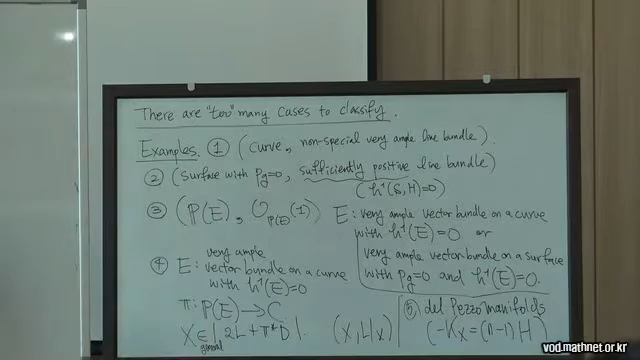 There are "too" many cases to classify.
Examples. ① (curve, non-special very ample line bundle).
② (surface with Pg=0, sufficiently positive line bundle)
(h¹(S,H)=0)
③ (P(E), O_P(E)(1)) E: very ample vector bundle on a curve
with h¹(E)=0 or
very ample vector bundle on a surface
with pg=0 and h¹(E)=0.
④ E: very ample
vector bundle on a curve
with h¹(E)=0
π: P(E) → C
X ∈ |2L + π*D|.
general
(X, L|x)
⑤ del Pezzo manifolds
(-Kx = (n-1)H)
vod.mathnet.or.kr